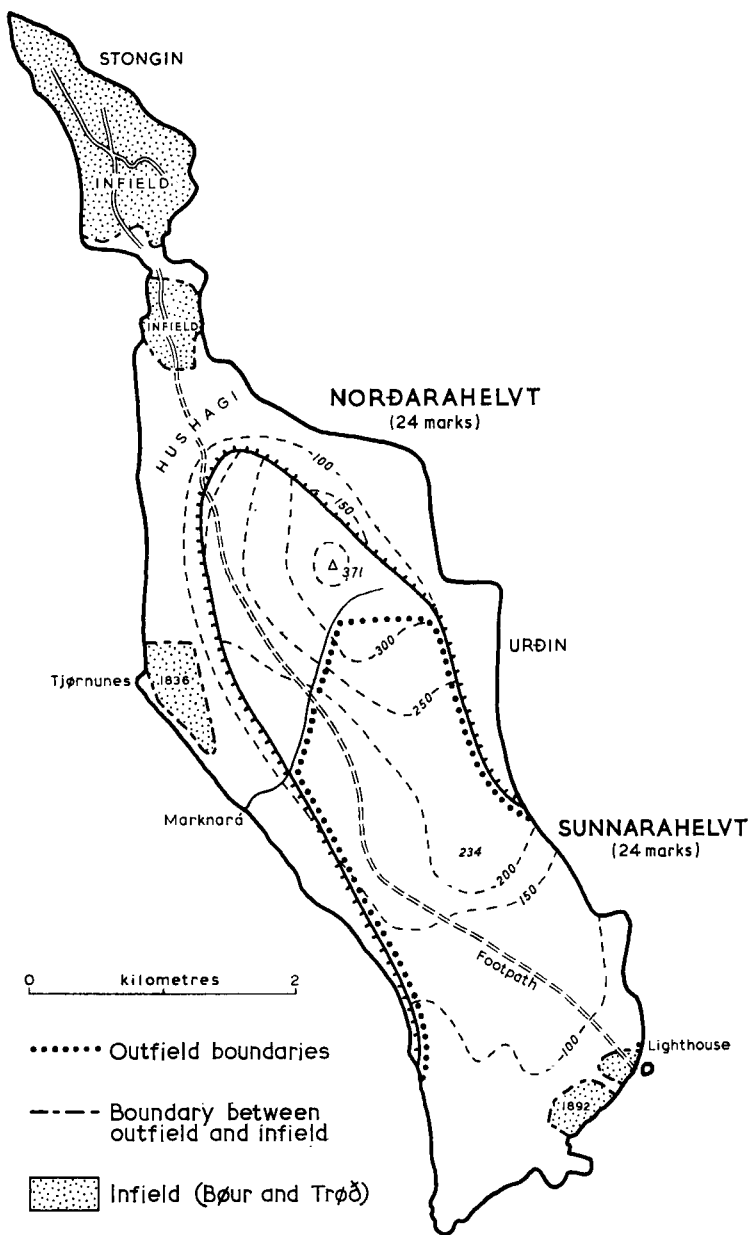 STONGIN
INFIELD
INFIELD
HUSHAGI
NORÐARAHELVT
(24 marks)
100
150
371
300
URÐIN
250
Tjørnunes
1836
Marknará
SUNNARAHELVT
(24 marks)
234
200
150
Footpath
0 kilometres 2
100
Lighthouse
1892
Outfield boundaries
Boundary between
outfield and infield
Infield (Bøur and Trøð)